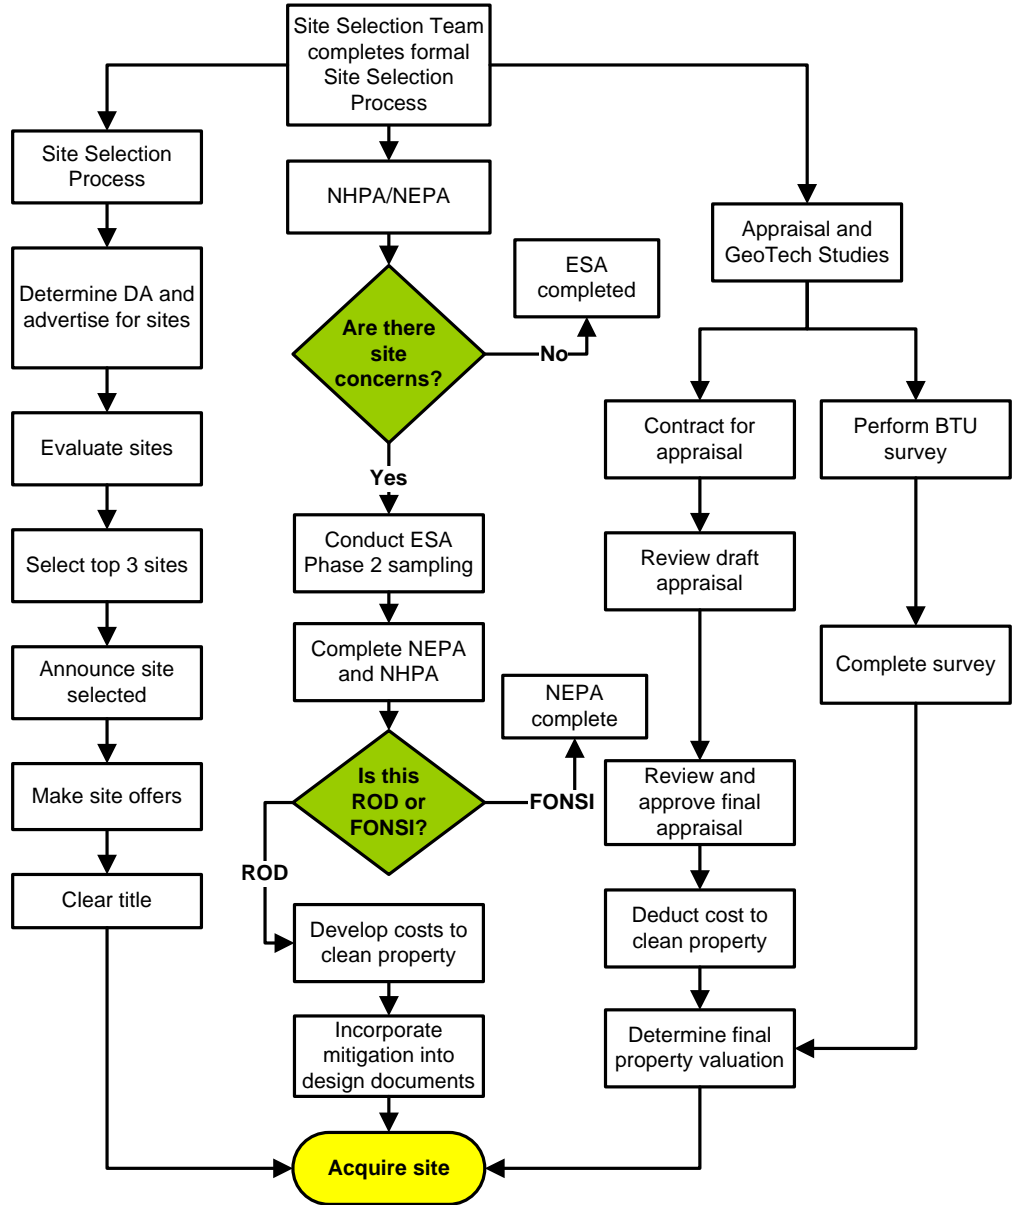 Site Selection Team
completes formal
Site Selection
Process
Site Selection
Process
NHPA/NEPA
Appraisal and
GeoTech Studies
ESA
completed
Determine DA and
advertise for sites
Are there
site
concerns?
No
Contract for
appraisal
Perform BTU
survey
Evaluate sites
Yes
Conduct ESA
Phase 2 sampling
Review draft
appraisal
Select top 3 sites
Complete NEPA
and NHPA
Complete survey
Announce site
selected
NEPA
complete
Is this
ROD or
FONSI?
FONSI
Review and
approve final
appraisal
Make site offers
ROD
Clear title
Develop costs to
clean property
Deduct cost to
clean property
Incorporate
mitigation into
design documents
Determine final
property valuation
Acquire site